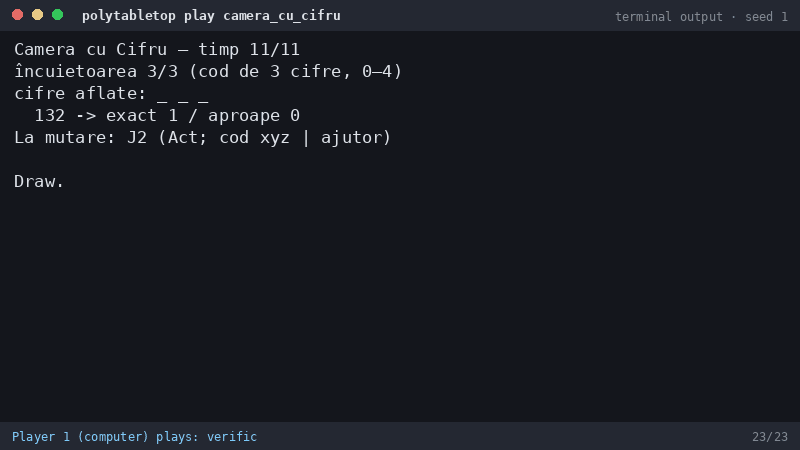 polytabletop play camera_cu_cifru
terminal output · seed 1
Camera cu Cifru — timp 11/11
încuietoarea 3/3 (cod de 3 cifre, 0–4)
cifre aflate: _ _ _
132 -> exact 1 / aproape 0
La mutare: J2 (Act; cod xyz | ajutor)
Draw.
Player 1 (computer) plays: verific
23/23